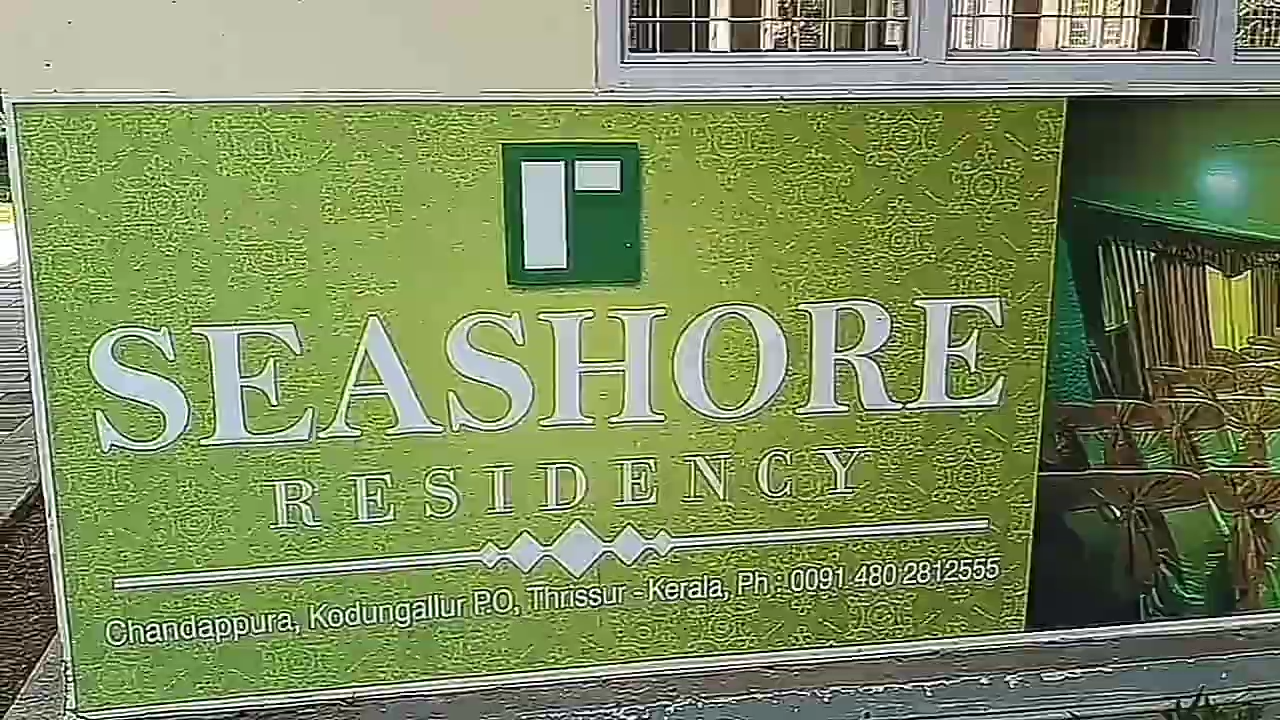 SEASHORE
RESIDENCY
Chandappura, Kodungallur P.O, Thrissur - Kerala, Ph : 0091 480 2812555